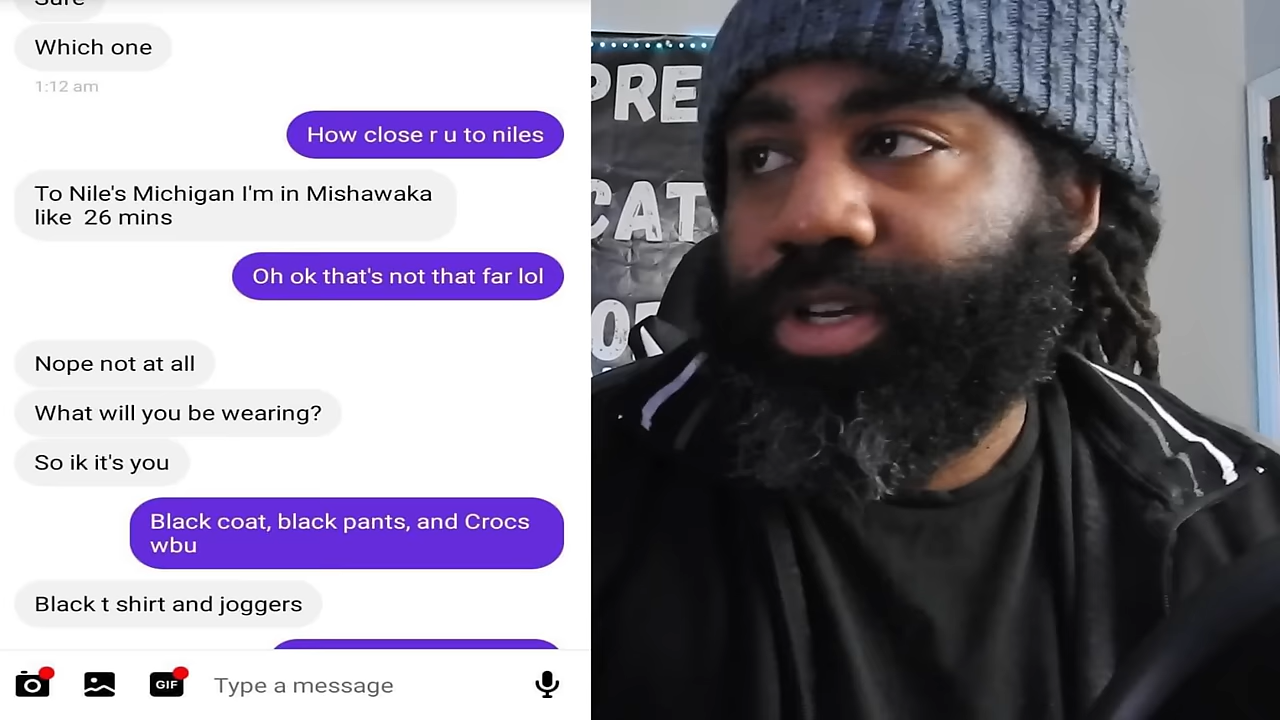 Sure
Which one
1:12 am
How close r u to niles
To Nile's Michigan I'm in Mishawaka
like 26 mins
Oh ok that's not that far lol
Nope not at all
What will you be wearing?
So ik it's you
Black coat, black pants, and Crocs
wbu
Black t shirt and joggers
GIF
Type a message
PRE
CAT